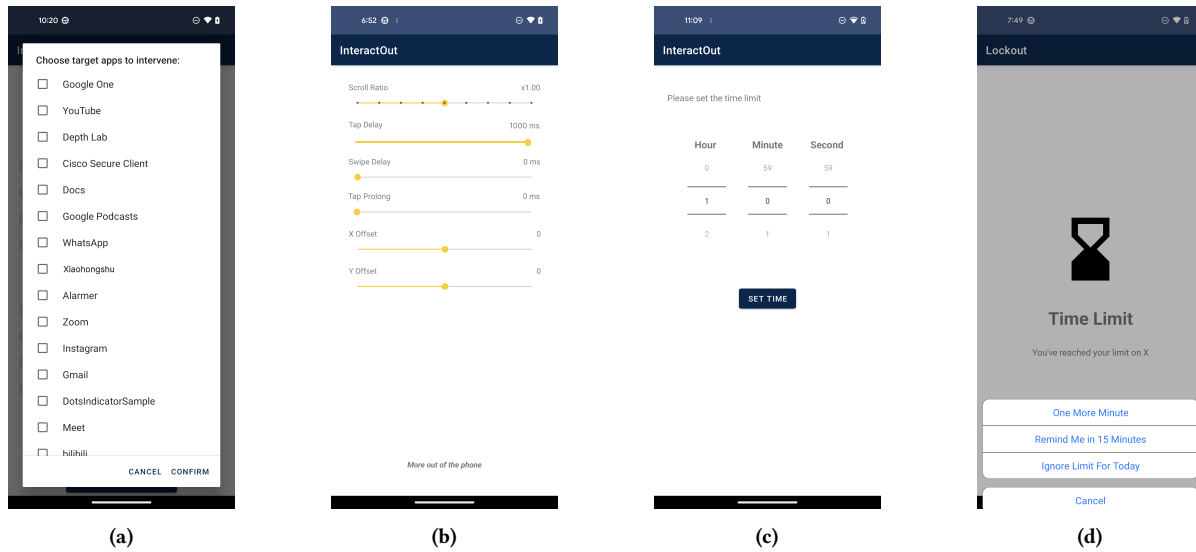 10:20
Choose target apps to intervene:
Google One
YouTube
Depth Lab
Cisco Secure Client
Docs
Google Podcasts
WhatsApp
Xiaohongshu
Alarmer
Zoom
Instagram
Gmail
DotsIndicatorSample
Meet
bilibili
CANCEL CONFIRM
(a)
6:52
InteractOut
Scroll Ratio x1.00
Tap Delay 1000 ms
Swipe Delay 0 ms
Tap Prolong 0 ms
X Offset 0
Y Offset 0
More out of the phone
(b)
11:09
InteractOut
Please set the time limit
Hour Minute Second
0 59 59
1 0 0
2 1 1
SET TIME
(c)
7:49
Lockout
Time Limit
You've reached your limit on X
One More Minute
Remind Me in 15 Minutes
Ignore Limit For Today
Cancel
(d)